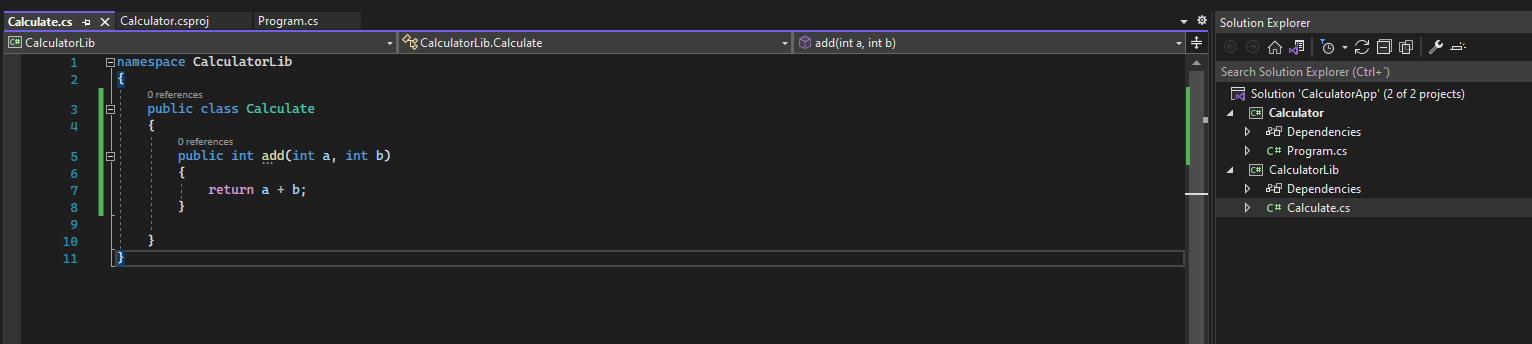 Calculate.cs
Calculator.csproj
Program.cs
Solution Explorer
CalculatorLib
CalculatorLib.Calculate
add(int a, int b)
Search Solution Explorer (Ctrl+`)
1 namespace CalculatorLib
2 {
0 references
3 public class Calculate
4 {
0 references
5 public int add(int a, int b)
6 {
7 return a + b;
8 }
9
10 }
11 }
Solution 'CalculatorApp' (2 of 2 projects)
C# Calculator
Dependencies
C# Program.cs
C# CalculatorLib
Dependencies
C# Calculate.cs